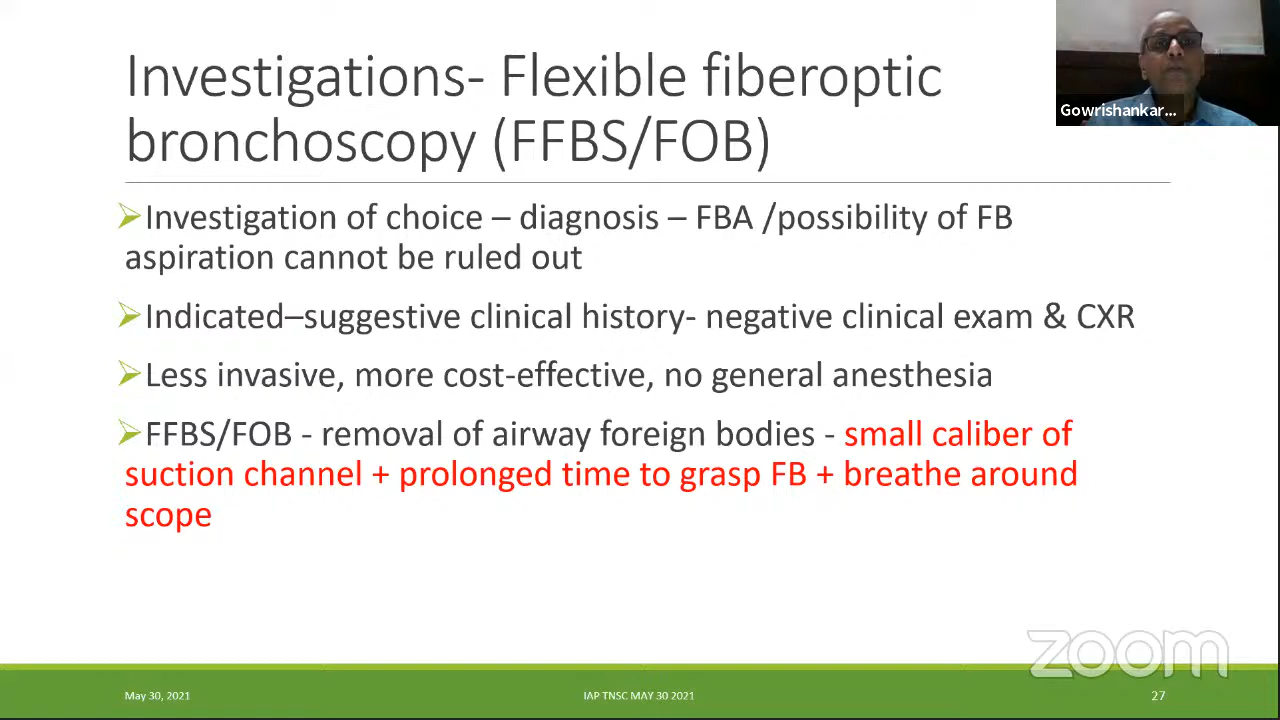 Investigations- Flexible fiberoptic
bronchoscopy (FFBS/FOB)
Gowrishankar...
➢Investigation of choice – diagnosis – FBA /possibility of FB
aspiration cannot be ruled out
➢Indicated–suggestive clinical history- negative clinical exam & CXR
➢Less invasive, more cost-effective, no general anesthesia
➢FFBS/FOB - removal of airway foreign bodies - small caliber of
suction channel + prolonged time to grasp FB + breathe around
scope
zoom
May 30, 2021
IAP TNSC MAY 30 2021
27